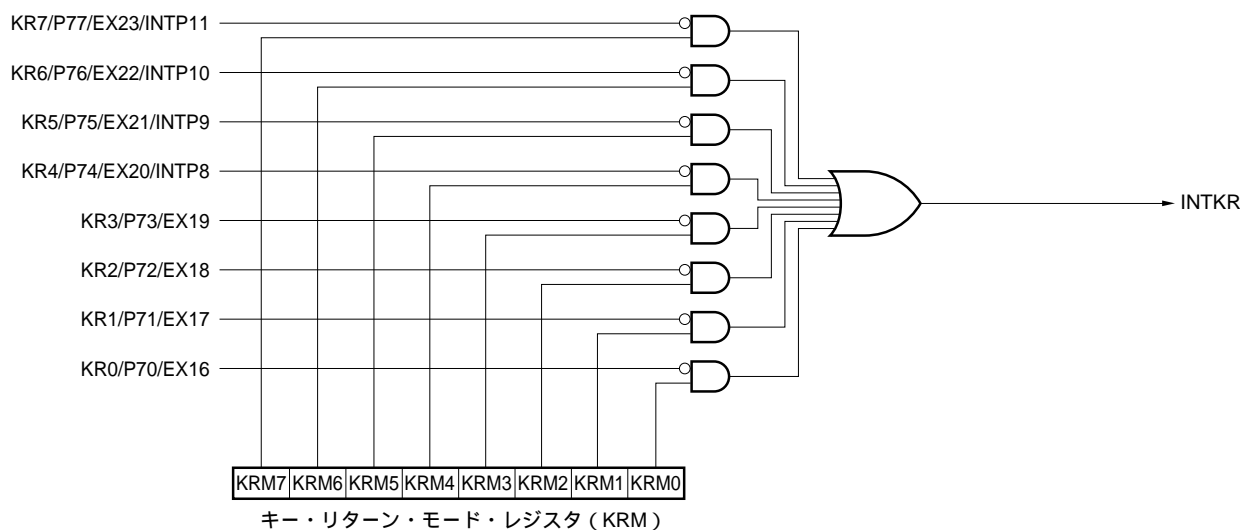 KR7/P77/EX23/INTP11
KR6/P76/EX22/INTP10
KR5/P75/EX21/INTP9
KR4/P74/EX20/INTP8
INTKR
KR3/P73/EX19
KR2/P72/EX18
KR1/P71/EX17
KR0/P70/EX16
KRM7 KRM6 KRM5 KRM4 KRM3 KRM2 KRM1 KRM0
キー・リターン・モード・レジスタ（KRM）